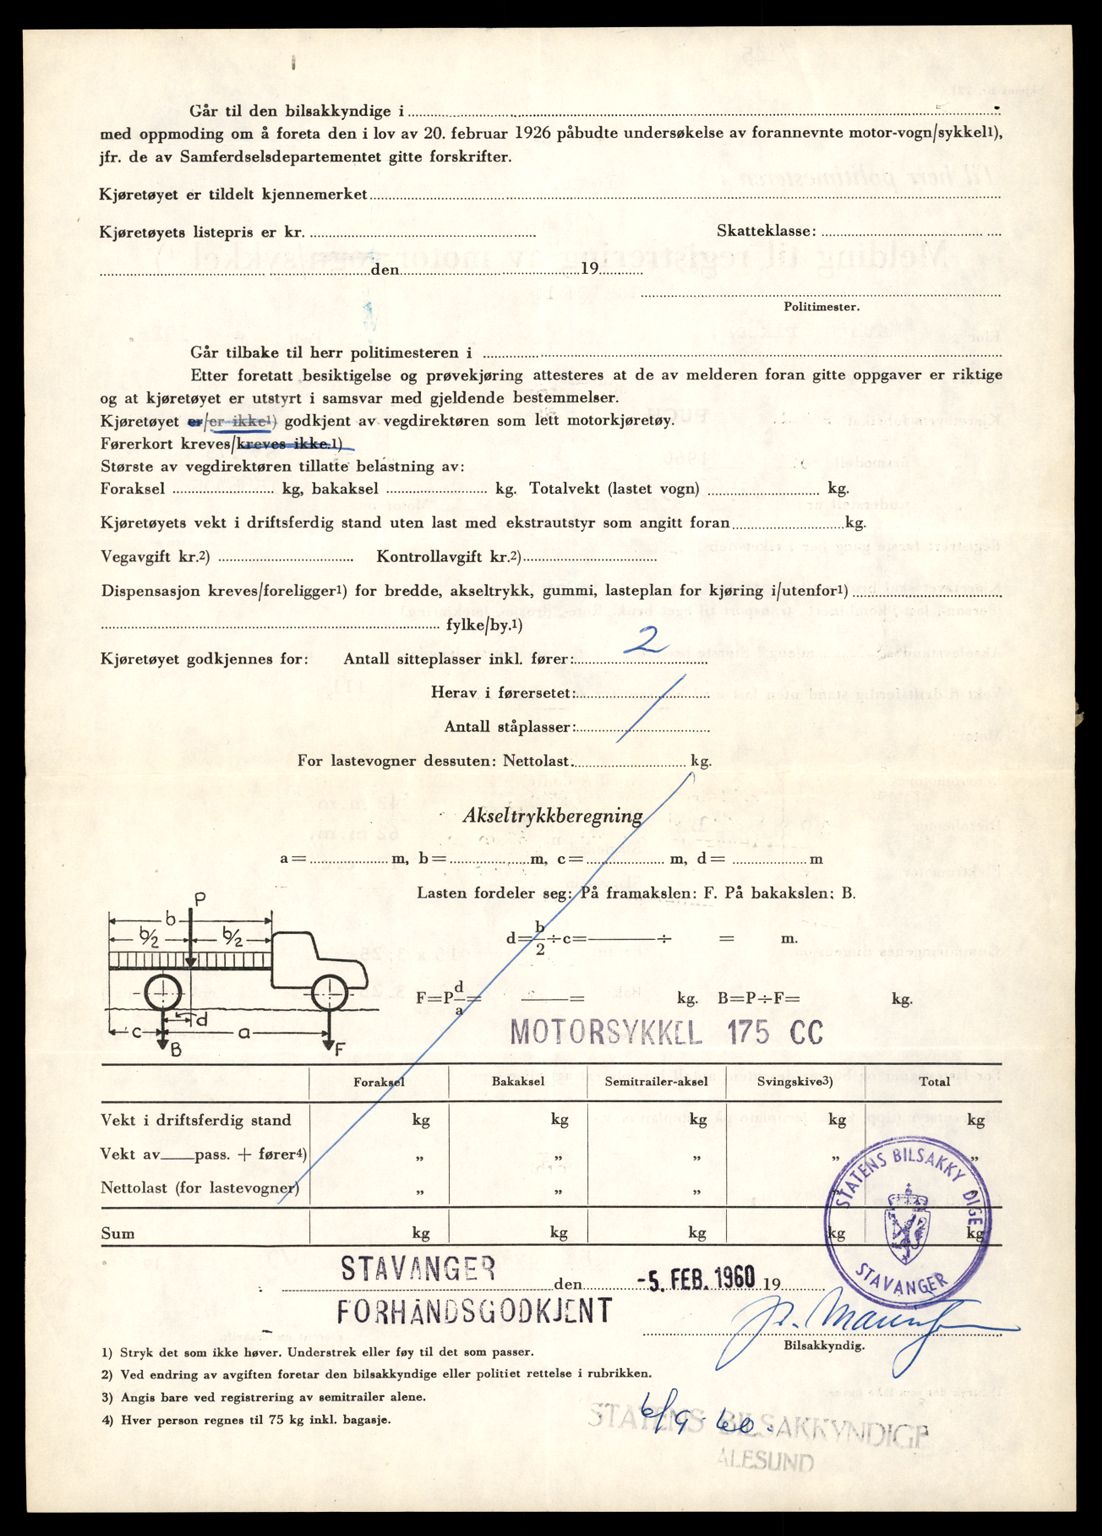 Går til den bilsakkyndige i
med oppmoding om å foreta den i lov av 20. februar 1926 påbudte undersøkelse av forannevnte motor-vogn/sykkel1),
jfr. de av Samferdselsdepartementet gitte forskrifter.
Kjøretøyet er tildelt kjennemerket
Kjøretøyets listepris er kr. Skatteklasse:
den 19
Politimester.
Går tilbake til herr politimesteren i
Etter foretatt besiktigelse og prøvekjøring attesteres at de av melderen foran gitte oppgaver er riktige
og at kjøretøyet er utstyrt i samsvar med gjeldende bestemmelser.
Kjøretøyet er/er ikke1) godkjent av vegdirektøren som lett motorkjøretøy.
Førerkort kreves/kreves ikke.1)
Største av vegdirektøren tillatte belastning av:
Foraksel kg, bakaksel kg. Totalvekt (lastet vogn) kg.
Kjøretøyets vekt i driftsferdig stand uten last med ekstrautstyr som angitt foran kg.
Vegavgift kr.2) Kontrollavgift kr.2)
Dispensasjon kreves/foreligger1) for bredde, akseltrykk, gummi, lasteplan for kjøring i/utenfor1)
fylke/by.1)
Kjøretøyet godkjennes for: Antall sitteplasser inkl. fører: 2
Herav i førersetet:
Antall ståplasser:
For lastevogner dessuten: Nettolast. kg.
Akseltrykkberegning
a= m, b= m, c= m, d= m
Lasten fordeler seg: På framakslen: F. På bakakslen: B.
P
b
b/2 b/2
d=b/2÷c= ÷ = m.
F=P d/a= = kg. B=P÷F= kg.
c d a
B F
MOTORSYKKEL 175 CC
Foraksel Bakaksel Semitrailer-aksel Svingskive3) Total
Vekt i driftsferdig stand kg kg kg kg kg
Vekt av pass. + fører4) „ „ „ „ „
Nettolast (for lastevogner) „ „ „
Sum kg kg kg kg kg
STATENS BILSAKKY DIGE
STAVANGER
STAVANGER den -5. FEB. 1960 19
FORHANDSGODKJENT
Bilsakkyndig.
1) Stryk det som ikke høver. Understrek eller føy til det som passer.
2) Ved endring av avgiften foretar den bilsakkyndige eller politiet rettelse i rubrikken.
3) Angis bare ved registrering av semitrailer alene.
4) Hver person regnes til 75 kg inkl. bagasje.
6/9-60.
STATENS BILSAKKYNDIGE
ÅLESUND